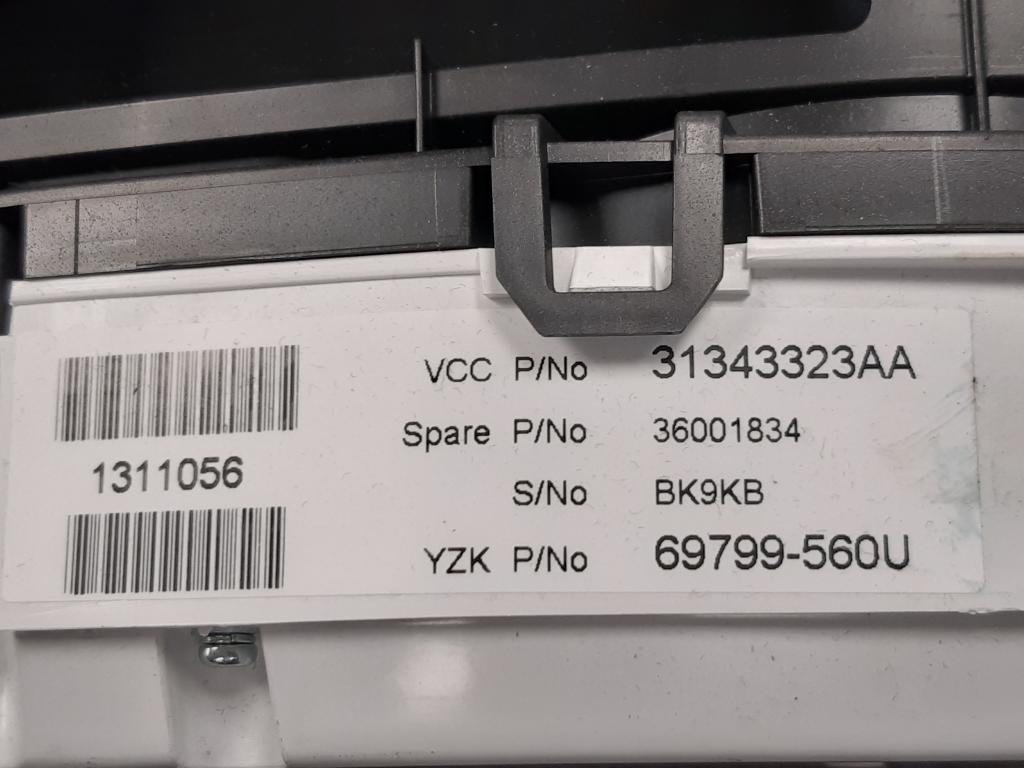 VCC P/No 31343323AA
Spare P/No 36001834
1311056
S/No BK9KB
YZK P/No 69799-560U